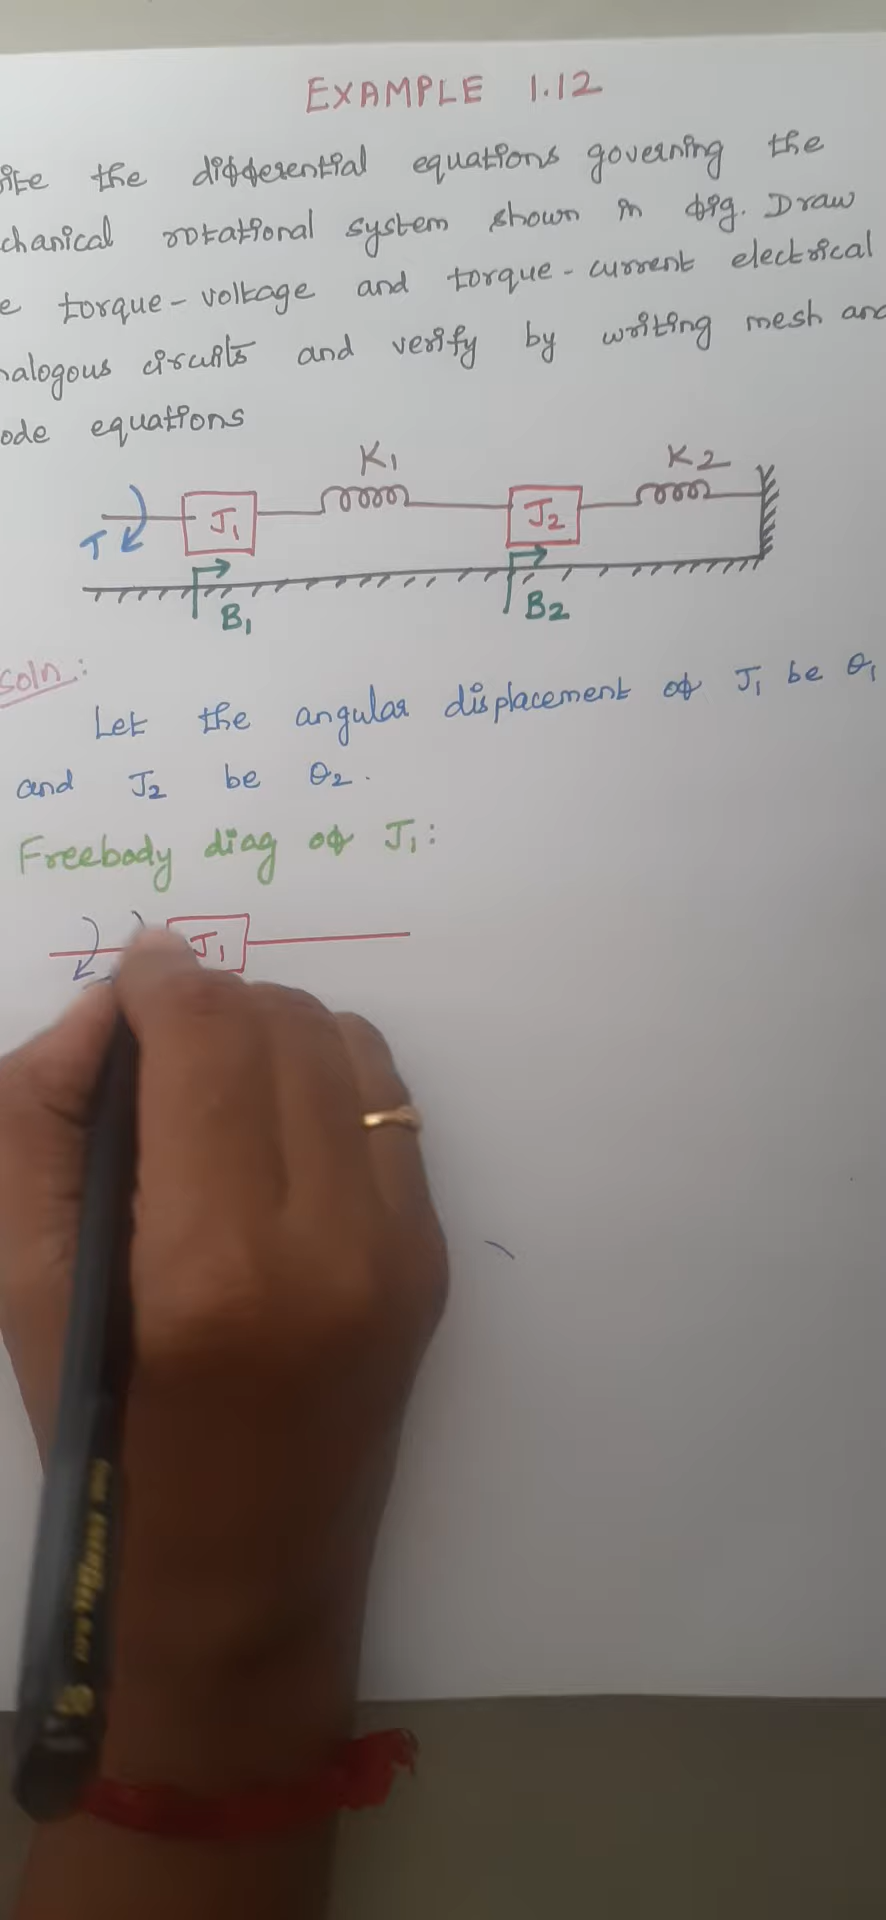 EXAMPLE 1.12
the differential equations governing the
chanical rotational system shown in fig. Draw
e torque-voltage and torque-current electrical
nalogous circuits and verify by writing mesh and
ode equations
K1 K2
T J1 J2
B1 B2
Soln:
Let the angular displacement of J1 be θ1
and J2 be θ2.
Freebody diag of J1:
J1